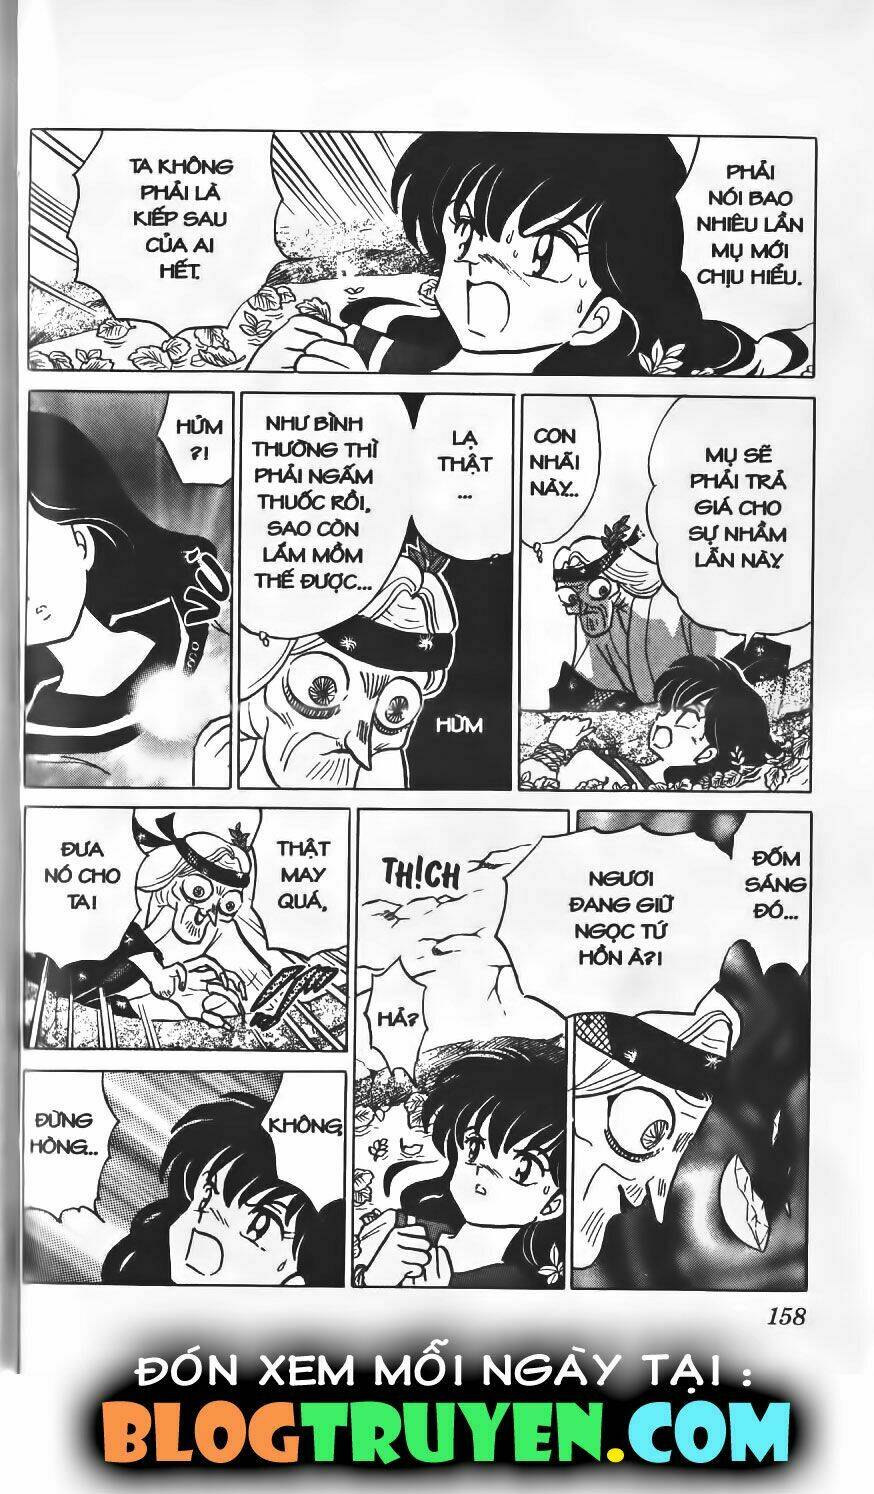 PHẢI
NÓI BAO
NHIÊU LẦN
MỤ MỚI
CHỊU HIỂU.
TA KHÔNG
PHẢI LÀ
KIẾP SAU
CỦA AI
HẾT.
MỤ SẼ
PHẢI TRẢ
GIÁ CHO
SỰ NHẦM
LẪN NÀY.
CON
NHÃI
NÀY...
LẠ
THẬT
...
NHƯ BÌNH
THƯỜNG THÌ
PHẢI NGẤM
THUỐC RỒI,
SAO CÒN
LẮM MỒM
THẾ ĐƯỢC...
HỪM
HỬM
?!
VÙ
ĐỐM
SÁNG
ĐÓ...
NGƯƠI
ĐANG GIỮ
NGỌC TỨ
HỒN À?!
THỊCH
HẢ?
THẬT
MAY
QUÁ,
ĐƯA
NÓ CHO
TA!
KHÔNG,
ĐỪNG
HÒNG...
158
ĐÓN XEM MỖI NGÀY TẠI :
BLOGTRUYEN.COM